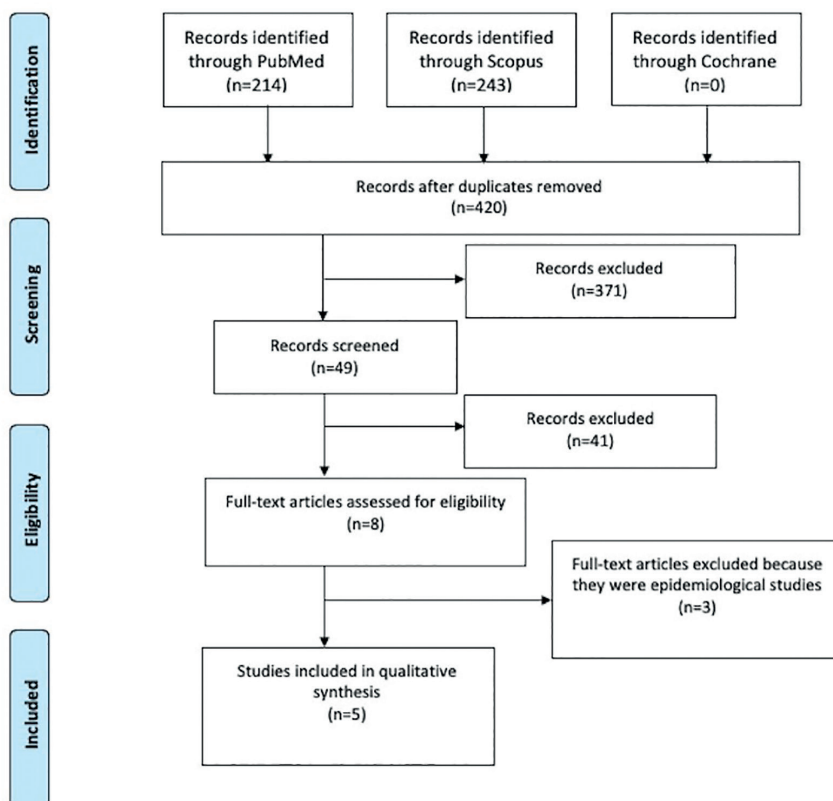 Identification
Records identified
through PubMed
(n=214)
Records identified
through Scopus
(n=243)
Records identified
through Cochrane
(n=0)
Records after duplicates removed
(n=420)
Screening
Records excluded
(n=371)
Records screened
(n=49)
Records excluded
(n=41)
Eligibility
Full-text articles assessed for eligibility
(n=8)
Full-text articles excluded because
they were epidemiological studies
(n=3)
Included
Studies included in qualitative
synthesis
(n=5)